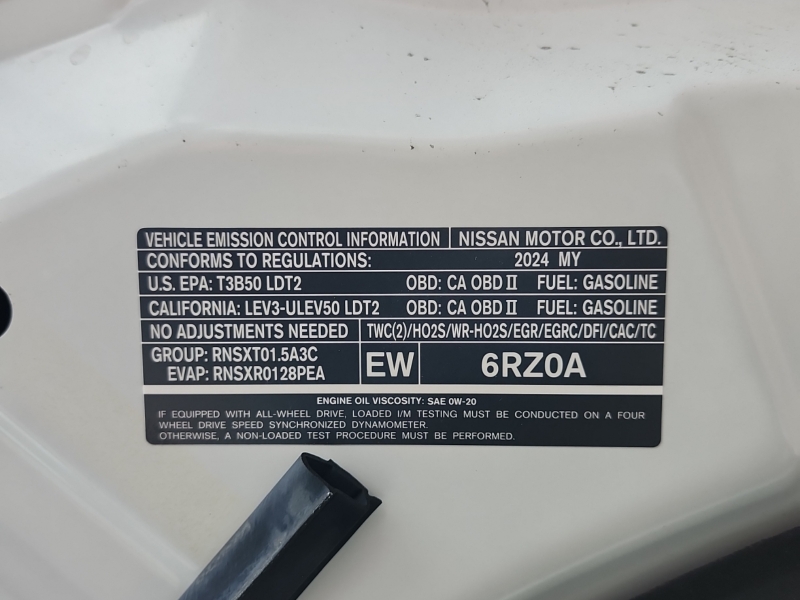 VEHICLE EMISSION CONTROL INFORMATION NISSAN MOTOR CO., LTD.
CONFORMS TO REGULATIONS: 2024 MY
U.S. EPA: T3B50 LDT2 OBD: CA OBD II FUEL: GASOLINE
CALIFORNIA: LEV3-ULEV50 LDT2 OBD: CA OBD II FUEL: GASOLINE
NO ADJUSTMENTS NEEDED TWC(2)/HO2S/WR-HO2S/EGR/EGRC/DFI/CAC/TC
GROUP: RNSXT01.5A3C
EVAP: RNSXR0128PEA
EW 6RZ0A
ENGINE OIL VISCOSITY: SAE 0W-20
IF EQUIPPED WITH ALL-WHEEL DRIVE, LOADED I/M TESTING MUST BE CONDUCTED ON A FOUR
WHEEL DRIVE SPEED SYNCHRONIZED DYNAMOMETER.
OTHERWISE, A NON-LOADED TEST PROCEDURE MUST BE PERFORMED.